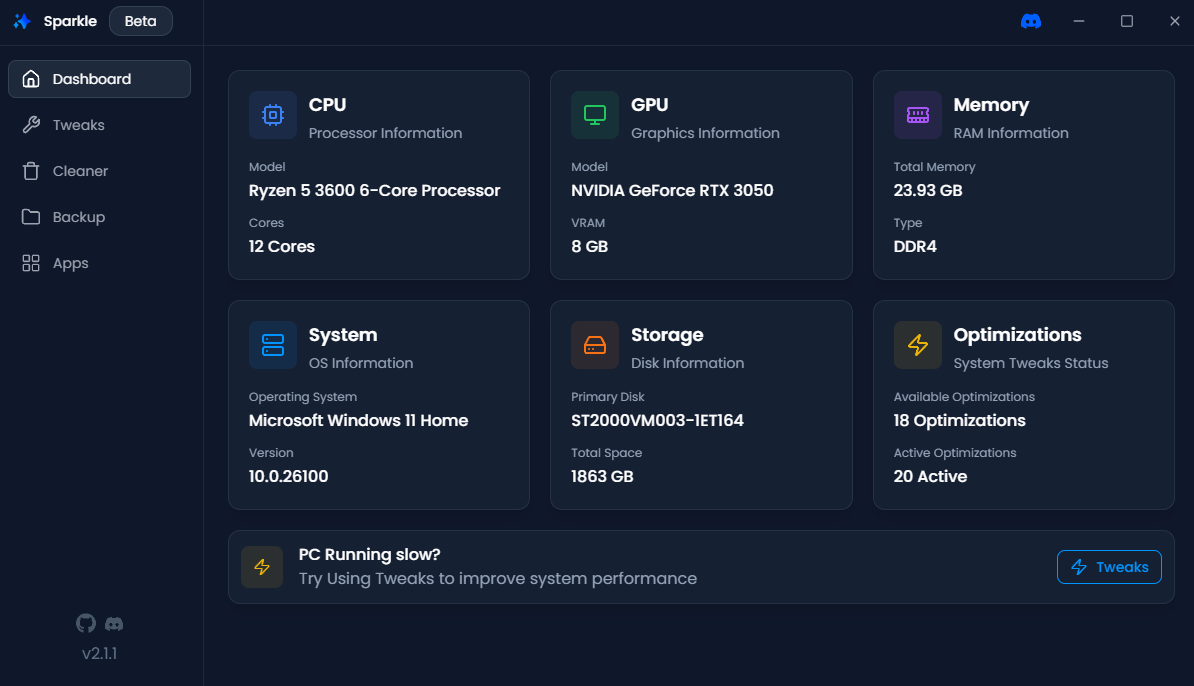 Sparkle Beta
Dashboard
Tweaks
Cleaner
Backup
Apps
v2.1.1
CPU
Processor Information
Model
Ryzen 5 3600 6-Core Processor
Cores
12 Cores
GPU
Graphics Information
Model
NVIDIA GeForce RTX 3050
VRAM
8 GB
Memory
RAM Information
Total Memory
23.93 GB
Type
DDR4
System
OS Information
Operating System
Microsoft Windows 11 Home
Version
10.0.26100
Storage
Disk Information
Primary Disk
ST2000VM003-1ET164
Total Space
1863 GB
Optimizations
System Tweaks Status
Available Optimizations
18 Optimizations
Active Optimizations
20 Active
PC Running slow?
Try Using Tweaks to improve system performance
Tweaks